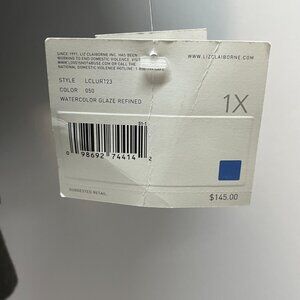 SINCE 1991, LIZ CLAIBORNE INC. HAS BEEN
WORKING TO END DOMESTIC VIOLENCE. VISIT
WWW.LOVEISNOTABUSE.COM OR CALL THE
NATIONAL DOMESTIC VIOLENCE HOTLINE: 1
WWW.LIZCLAIBORNE.COM
STYLE LCLUR123
COLOR 050
WATERCOLOR GLAZE REFINED
1X
0 98692 74414 2
SUGGESTED RETAIL
$145.00